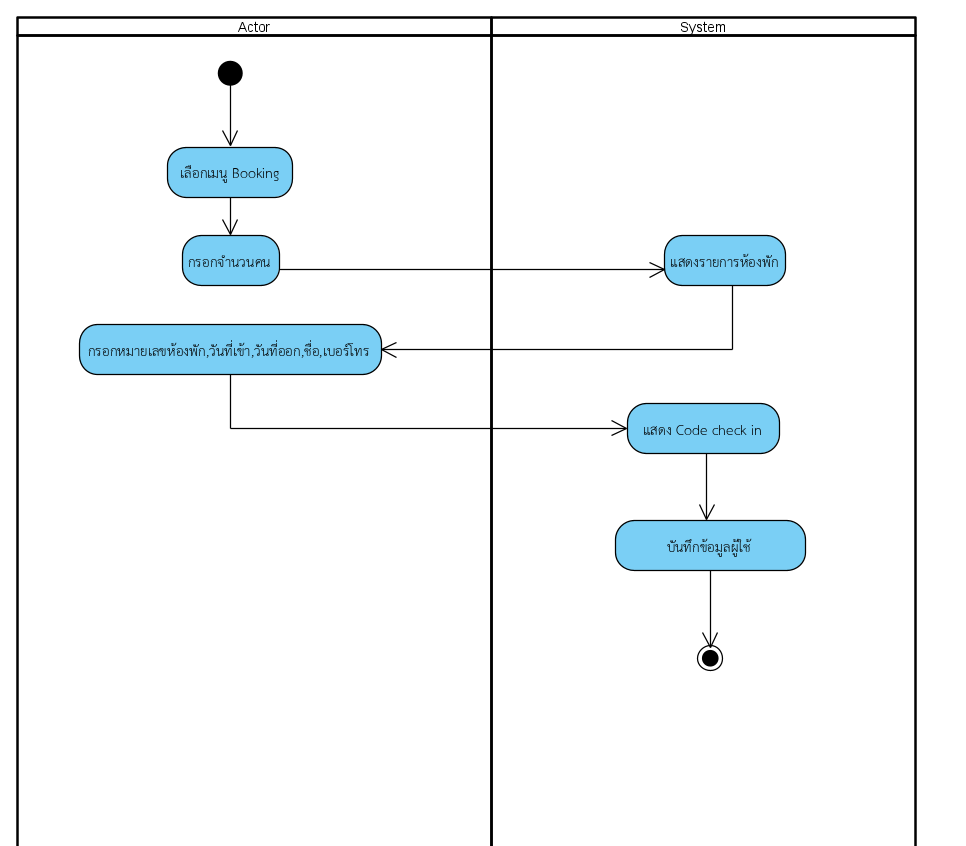 Actor
System
เลือกเมนู Booking
กรอกจำนวนคน
แสดงรายการห้องพัก
กรอกหมายเลขห้องพัก,วันที่เข้า,วันที่ออก,ชื่อ,เบอร์โทร
แสดง Code check in
บันทึกข้อมูลผู้ใช้